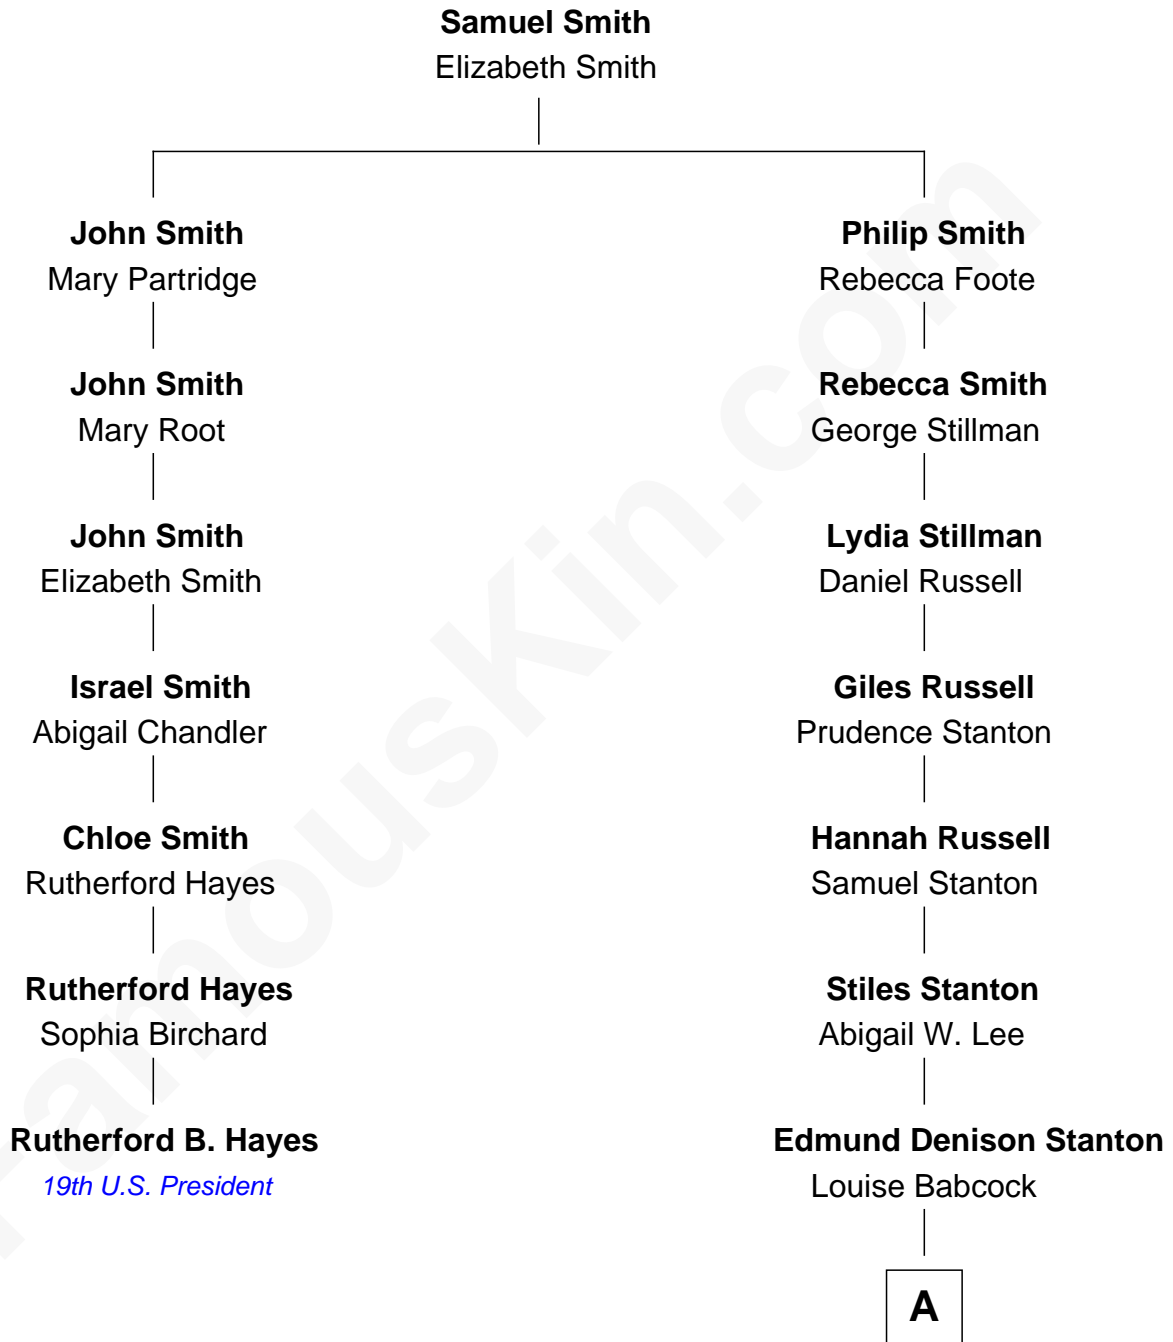 Samuel Smith
Elizabeth Smith
John Smith
Mary Partridge
John Smith
Mary Root
John Smith
Elizabeth Smith
Israel Smith
Abigail Chandler
Chloe Smith
Rutherford Hayes
Rutherford Hayes
Sophia Birchard
Rutherford B. Hayes
19th U.S. President
Philip Smith
Rebecca Foote
Rebecca Smith
George Stillman
Lydia Stillman
Daniel Russell
Giles Russell
Prudence Stanton
Hannah Russell
Samuel Stanton
Stiles Stanton
Abigail W. Lee
Edmund Denison Stanton
Louise Babcock
A
FamousKin.com